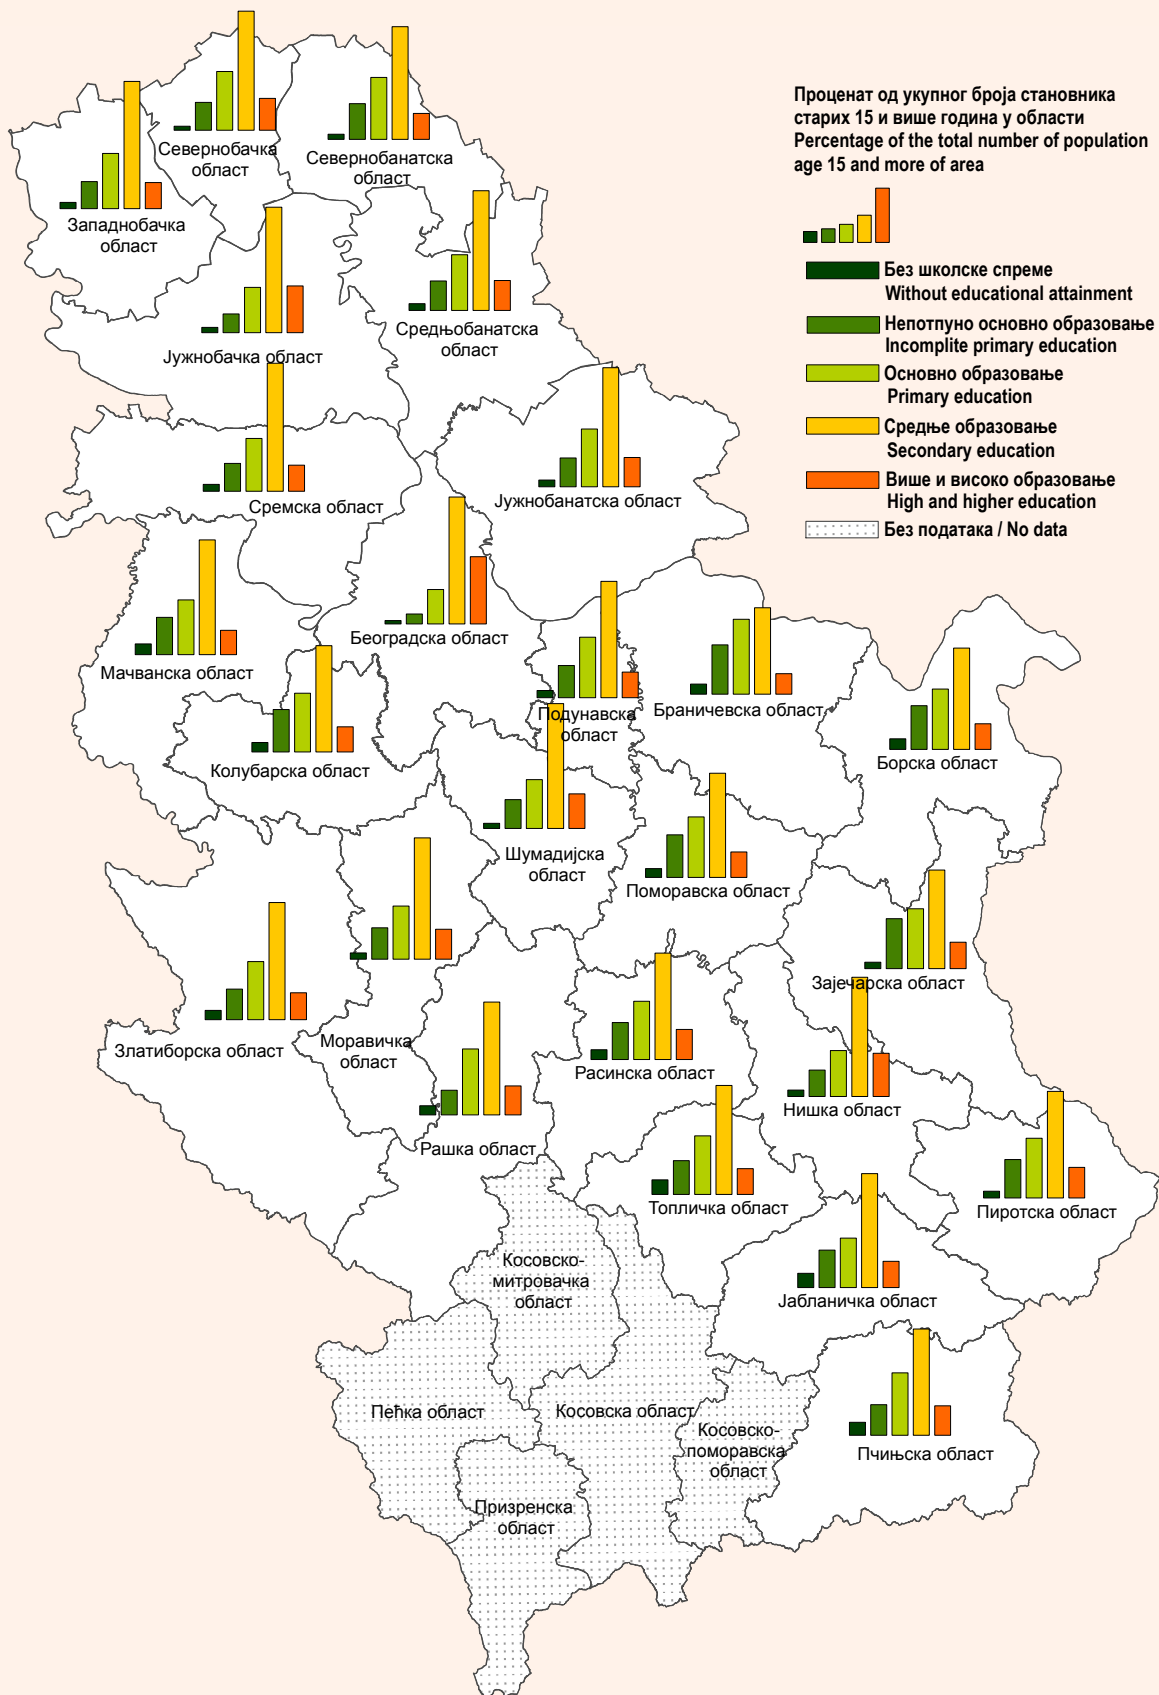 Проценат од укупног броја становника
старих 15 и више година у области
Percentage of the total number of population
age 15 and more of area
Без школске спреме
Without educational attainment
Непотпуно основно образовање
Incomplite primary education
Основно образовање
Primary education
Средње образовање
Secondary education
Више и високо образовање
High and higher education
Без података / No data
Севернобачка
област
Севернобанатска
област
Западнобачка
област
Средњобанатска
област
Јужнобачка област
Сремска област
Јужнобанатска област
Београдска област
Мачванска област
Подунавска
област
Браничевска област
Борска област
Колубарска област
Шумадијска
област
Поморавска област
Зајечарска област
Златиборска област
Моравичка
област
Расинска област
Нишка област
Рашка област
Топличка област
Пиротска област
Косовско-
митровачка
област
Јабланичка област
Пећка област
Косовска област
Косовско-
поморавска
област
Пчињска област
Призренска
област